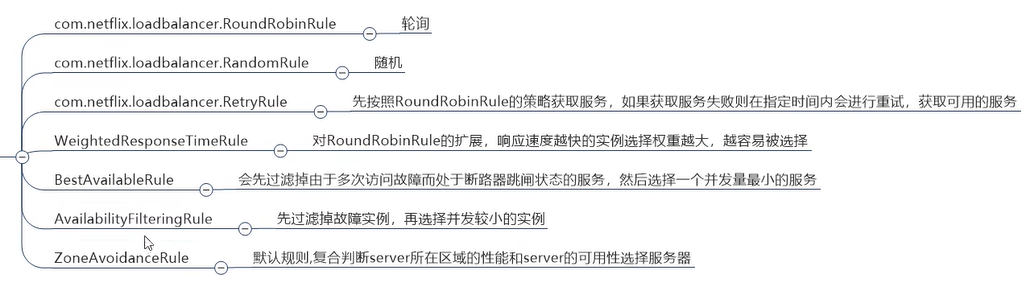 com.netflix.loadbalancer.RoundRobinRule 轮询
com.netflix.loadbalancer.RandomRule 随机
com.netflix.loadbalancer.RetryRule 先按照RoundRobinRule的策略获取服务，如果获取服务失败则在指定时间内会进行重试，获取可用的服务
WeightedResponseTimeRule 对RoundRobinRule的扩展，响应速度越快的实例选择权重越大，越容易被选择
BestAvailableRule 会先过滤掉由于多次访问故障而处于断路器跳闸状态的服务，然后选择一个并发量最小的服务
AvailabilityFilteringRule 先过滤掉故障实例，再选择并发较小的实例
ZoneAvoidanceRule 默认规则,复合判断server所在区域的性能和server的可用性选择服务器